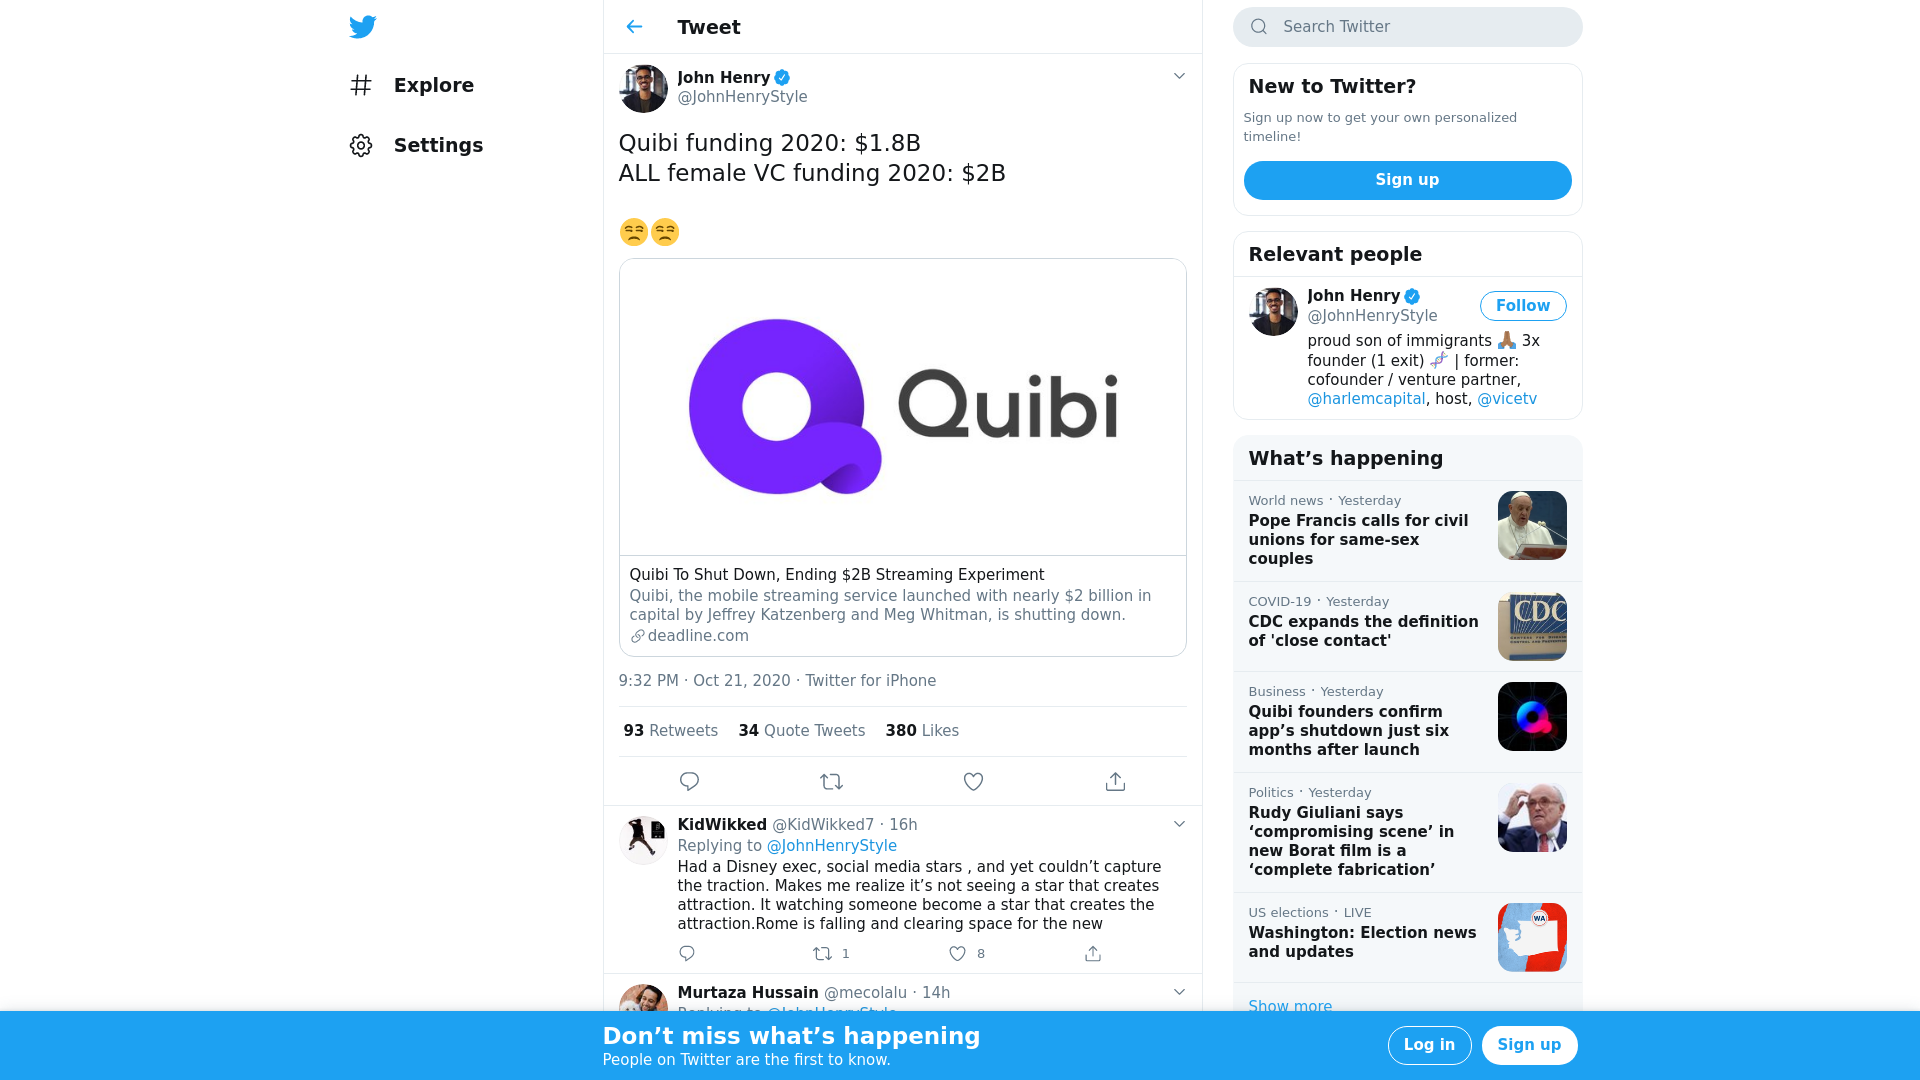 Explore
Settings
Tweet
John Henry
@JohnHenryStyle
Quibi funding 2020: $1.8B
ALL female VC funding 2020: $2B
Quibi
Quibi To Shut Down, Ending $2B Streaming Experiment
Quibi, the mobile streaming service launched with nearly $2 billion in
capital by Jeffrey Katzenberg and Meg Whitman, is shutting down.
deadline.com
9:32 PM · Oct 21, 2020 · Twitter for iPhone
93 Retweets 34 Quote Tweets 380 Likes
KidWikked @KidWikked7 · 16h
Replying to @JohnHenryStyle
Had a Disney exec, social media stars , and yet couldn’t capture
the traction. Makes me realize it’s not seeing a star that creates
attraction. It watching someone become a star that creates the
attraction.Rome is falling and clearing space for the new
1 8
Murtaza Hussain @mecolalu · 14h
Replying to @JohnHenryStyle
Search Twitter
New to Twitter?
Sign up now to get your own personalized
timeline!
Sign up
Relevant people
John Henry
@JohnHenryStyle
Follow
proud son of immigrants 3x
founder (1 exit) | former:
cofounder / venture partner,
@harlemcapital, host, @vicetv
What’s happening
World news · Yesterday
Pope Francis calls for civil
unions for same-sex
couples
COVID-19 · Yesterday
CDC expands the definition
of 'close contact'
CDC
Business · Yesterday
Quibi founders confirm
app’s shutdown just six
months after launch
Politics · Yesterday
Rudy Giuliani says
‘compromising scene’ in
new Borat film is a
‘complete fabrication’
US elections · LIVE
Washington: Election news
and updates
WA
Show more
Don’t miss what’s happening
People on Twitter are the first to know.
Log in
Sign up